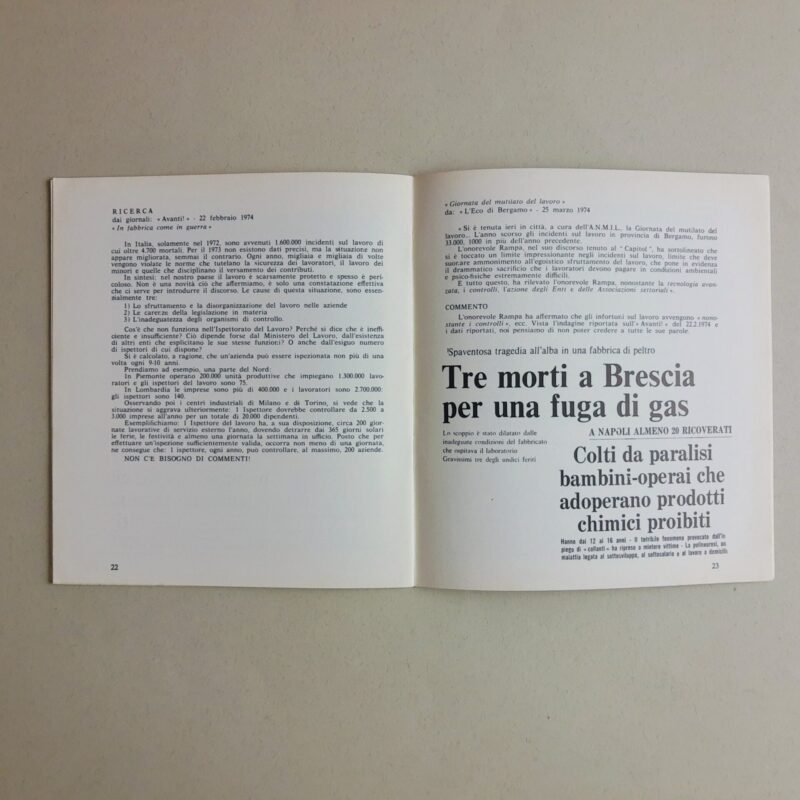 RICERCA
dai giornali: «Avanti!» - 22 febbraio 1974
«In fabbrica come in guerra»
In Italia, solamente nel 1972, sono avvenuti 1.600.000 incidenti sul lavoro di
cui oltre 4.700 mortali. Per il 1973 non esistono dati precisi, ma la situazione non
appare migliorata, semmai il contrario. Ogni anno, migliaia e migliaia di volte
vengono violate le norme che tutelano la sicurezza dei lavoratori, il lavoro dei
minori e quelle che disciplinano il versamento dei contributi.
In sintesi: nel nostro paese il lavoro è scarsamente protetto e spesso è peri-
coloso. Non è una novità ciò che affermiamo, è solo una constatazione effettiva
che ci serve per introdurre il discorso. Le cause di questa situazione, sono essen-
zialmente tre:
1) Lo sfruttamento e la disorganizzazione del lavoro nelle aziende
2) Le carenze della legislazione in materia
3) L'inadeguatezza degli organismi di controllo.
Cos'è che non funziona nell'Ispettorato del Lavoro? Perché si dice che è ineffi-
ciente e insufficiente? Ciò dipende forse dal Ministero del Lavoro, dall'esistenza
di altri enti che esplicitano le sue stesse funzioni? O anche dall'esiguo numero
di ispettori di cui dispone?
Si è calcolato, a ragione, che un'azienda può essere ispezionata non più di una
volta ogni 9-10 anni.
Prendiamo ad esempio, una parte del Nord:
In Piemonte operano 200.000 unità produttive che impiegano 1.300.000 lavo-
ratori e gli ispettori del lavoro sono 75.
In Lombardia le imprese sono più di 400.000 e i lavoratori sono 2.700.000:
gli ispettori sono 140.
Osservando poi i centri industriali di Milano e di Torino, si vede che la
situazione si aggrava ulteriormente: 1 Ispettore dovrebbe controllare da 2.500 a
3.000 imprese all'anno per un totale di 20.000 dipendenti.
Esemplifichiamo: 1 Ispettore del lavoro ha, a sua disposizione, circa 200 gior-
nate lavorative di servizio esterno l'anno, dovendo detrarre dai 365 giorni solari
le ferie, le festività e almeno una giornata la settimana in ufficio. Posto che per
effettuare un'ispezione sufficientemente valida, occorra non meno di una giornata,
ne consegue che: 1 ispettore, ogni anno, può controllare, al massimo, 200 aziende.
NON C'E' BISOGNO DI COMMENTI!
22
«Giornata del mutilato del lavoro»
da: «L'Eco di Bergamo» - 25 marzo 1974
«Si è tenuta ieri in città, a cura dell'A.N.M.I.L., la Giornata del mutilato del
lavoro... L'anno scorso gli incidenti sul lavoro in provincia di Bergamo, furono
33.000, 1000 in più dell'anno precedente.
L'onorevole Rampa, nel suo discorso tenuto al "Capitol", ha sottolineato che
si è toccato un limite impressionante negli incidenti sul lavoro, limite che deve
suonare ammonimento all'egoistico sfruttamento del lavoro, che pone in evidenza
il drammatico sacrificio che i lavoratori devono pagare in condizioni ambientali
e psico-fisiche estremamente difficili.
E tutto questo, ha rilevato l'onorevole Rampa, nonostante la tecnologia avan-
zata, i controlli, l'azione degli Enti e delle Associazioni settoriali».
COMMENTO
L'onorevole Rampa ha affermato che gli infortuni sul lavoro avvengono «nono-
stante i controlli», ecc. Vista l'indagine riportata sull'«Avanti!» del 22.2.1974 e
i dati riportati, noi pensiamo di non poter credere a tutte le sue parole.
Spaventosa tragedia all'alba in una fabbrica di peltro
Tre morti a Brescia
per una fuga di gas
Lo scoppio è stato dilatato dalle
inadeguate condizioni del fabbricato
che ospitava il laboratorio
Gravissimi tre degli undici feriti
A NAPOLI ALMENO 20 RICOVERATI
Colti da paralisi
bambini-operai che
adoperano prodotti
chimici proibiti
Hanno dai 12 ai 16 anni - Il terribile fenomeno provocato dall'im
piego di «collanti» ha ripreso a mietere vittime - La polineurosi, un
malattia legata al sottosviluppo, al sottosalario e al lavoro a domicilio
23